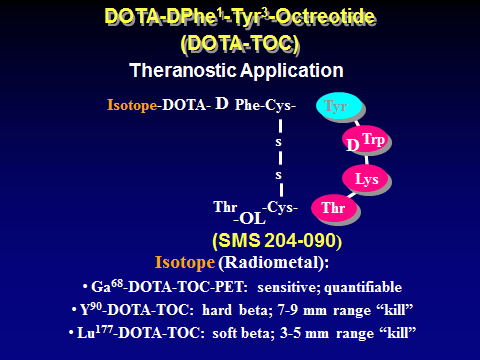 DOTA-DPhe¹-Tyr³-Octreotide
(DOTA-TOC)
Theranostic Application
Isotope-DOTA- D Phe-Cys- Tyr
S
D Trp
S
Lys
Thr -Cys- Thr
-OL
(SMS 204-090)
Isotope (Radiometal):
• Ga⁶⁸-DOTA-TOC-PET: sensitive; quantifiable
• Y⁹⁰-DOTA-TOC: hard beta; 7-9 mm range “kill”
• Lu¹⁷⁷-DOTA-TOC: soft beta; 3-5 mm range “kill”